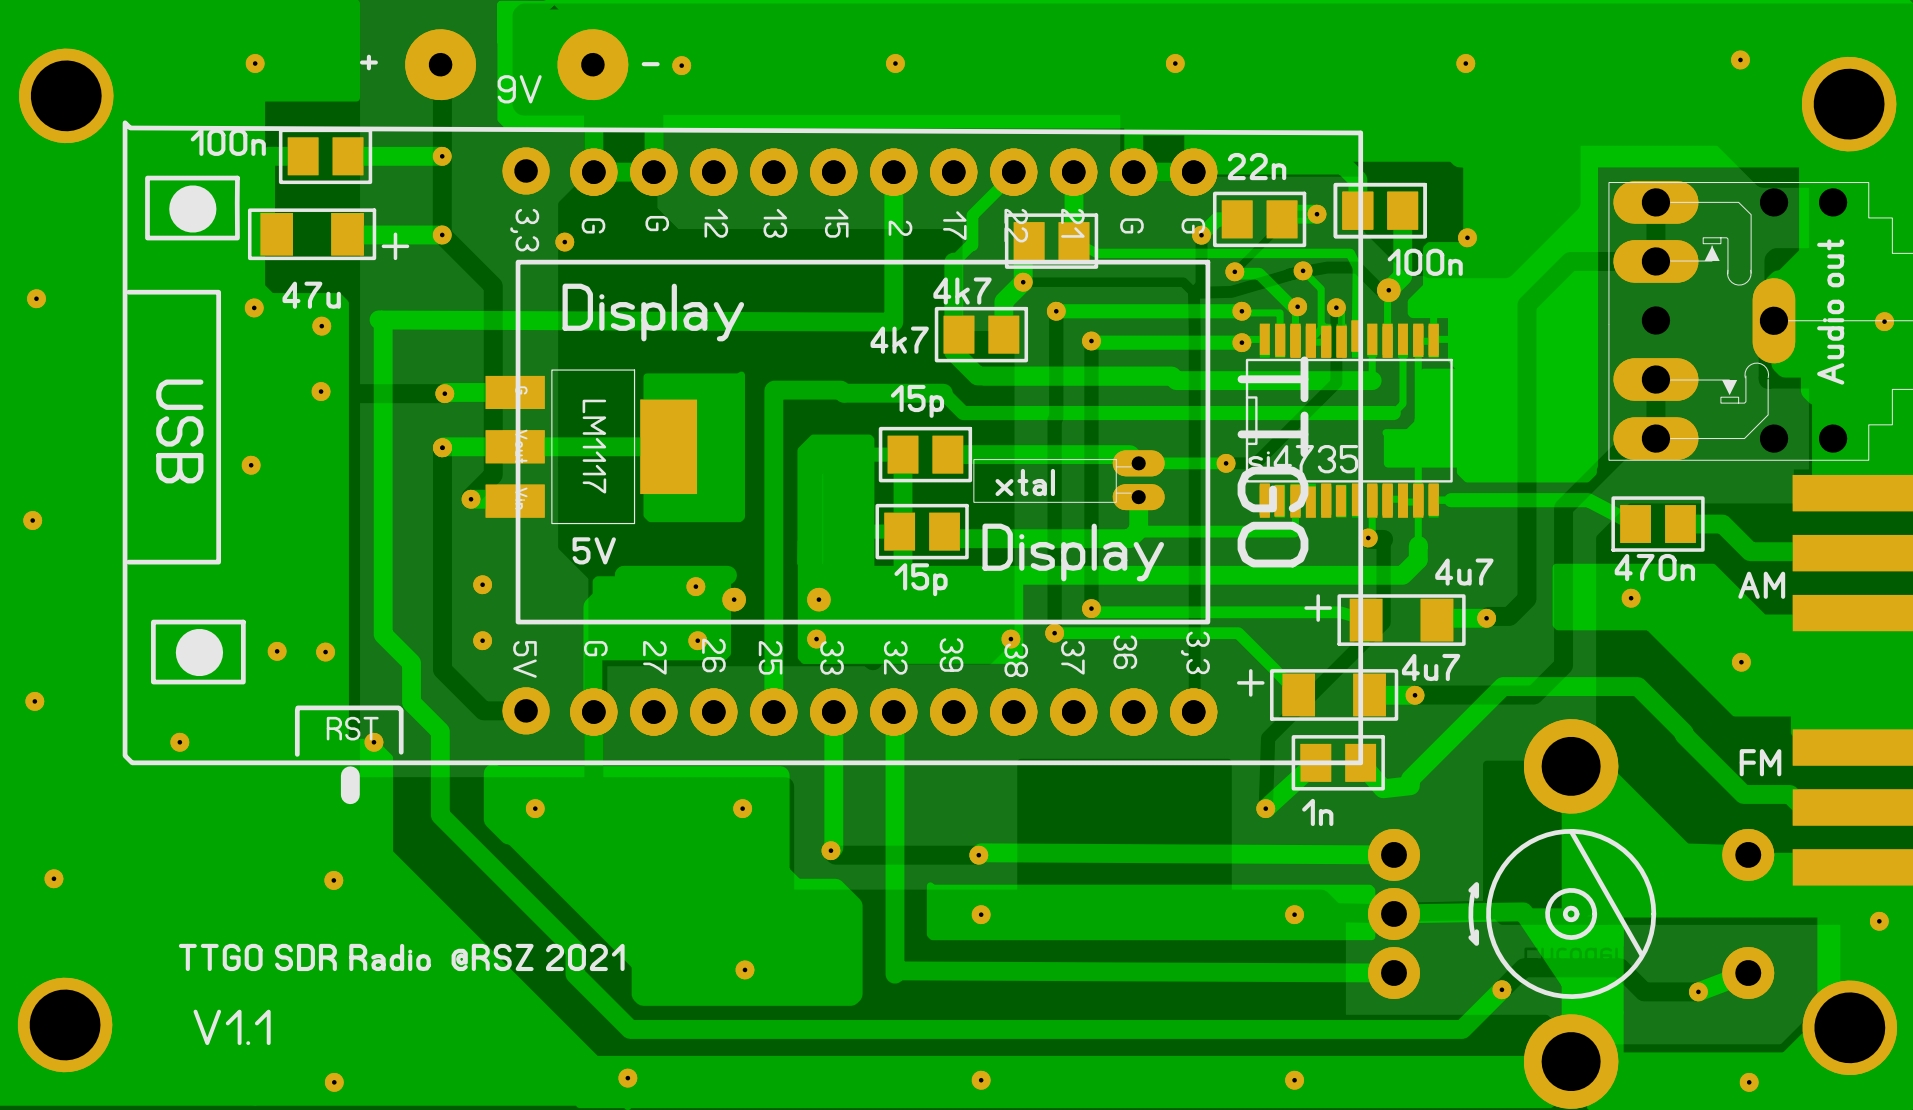 +
-
9V
100n
22n
3,3
G
G
12
13
15
2
17
22
21
G
G
+
100n
47u
Display
4k7
4k7
Audio out
USB
G
Vout
Vin
LM1117
15p
si4735
TTGO
xtal
Display
5V
15p
470n
AM
4u7
+
4u7
+
5V
G
27
26
25
33
32
39
38
37
36
3,3
RST
FM
1n
TTGO SDR Radio @RSZ 2021
V1.1